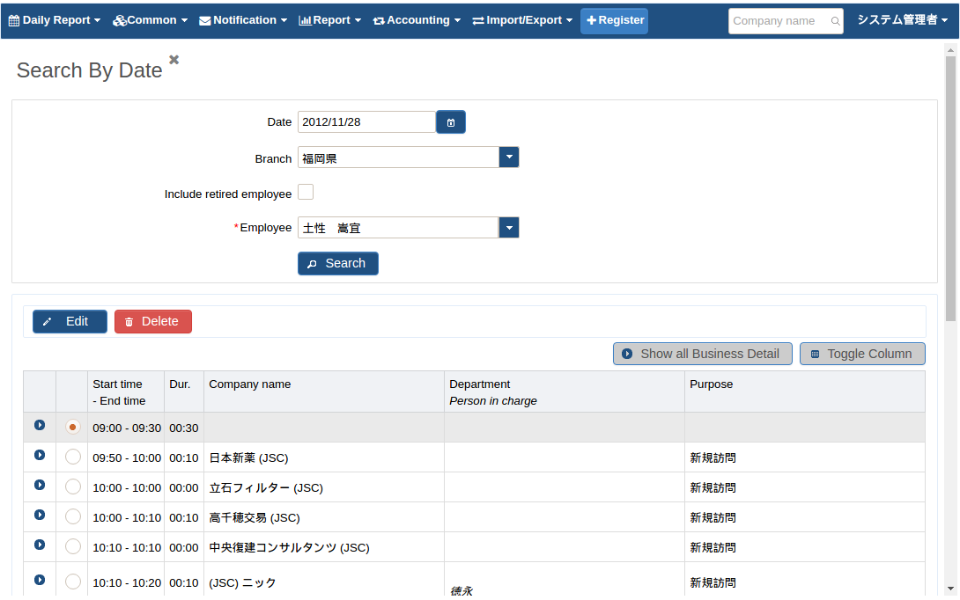 Daily Report Common Notification Report Accounting Import/Export Register Company name システム管理者
Search By Date
Date 2012/11/28
Branch 福岡県
Include retired employee
*Employee 土性 嵩宜
Search
Edit Delete
Show all Business Detail Toggle Column
Start time Dur. Company name Department Purpose
- End time Person in charge
09:00 - 09:30 00:30
09:50 - 10:00 00:10 日本新薬 (JSC) 新規訪問
10:00 - 10:00 00:00 立石フィルター (JSC) 新規訪問
10:00 - 10:10 00:10 高千穂交易 (JSC) 新規訪問
10:10 - 10:10 00:00 中央復建コンサルタンツ (JSC) 新規訪問
10:10 - 10:20 00:10 (JSC) ニック 新規訪問
徳永